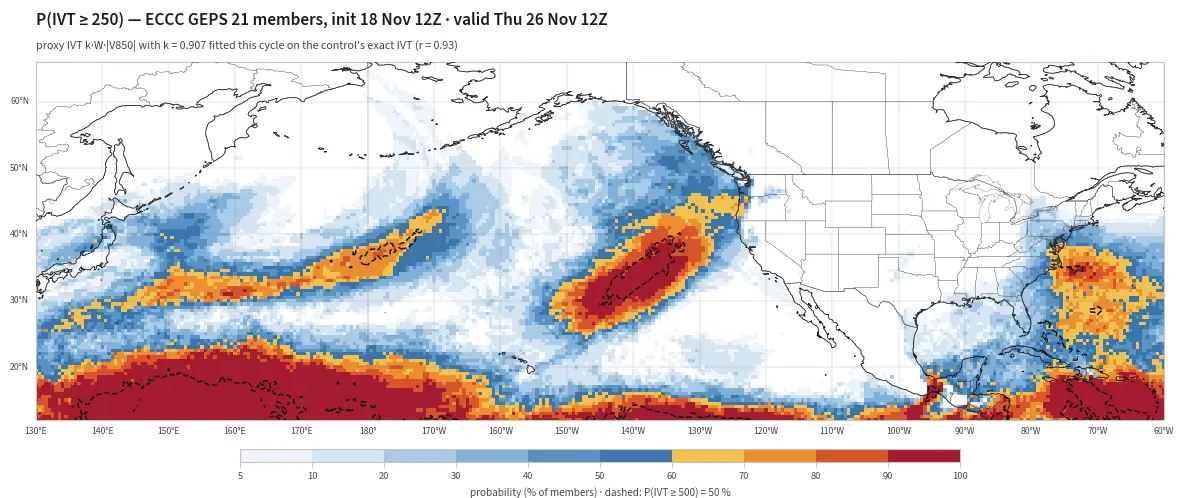 P(IVT ≥ 250) — ECCC GEPS 21 members, init 18 Nov 12Z · valid Thu 26 Nov 12Z
proxy IVT k·W·|V850| with k = 0.907 fitted this cycle on the control's exact IVT (r = 0.93)
60°N
50°N
40°N
30°N
20°N
130°E 140°E 150°E 160°E 170°E 180° 170°W 160°W 150°W 140°W 130°W 120°W 110°W 100°W 90°W 80°W 70°W 60°W
5 10 20 30 40 50 60 70 80 90 100
probability (% of members) · dashed: P(IVT ≥ 500) = 50 %